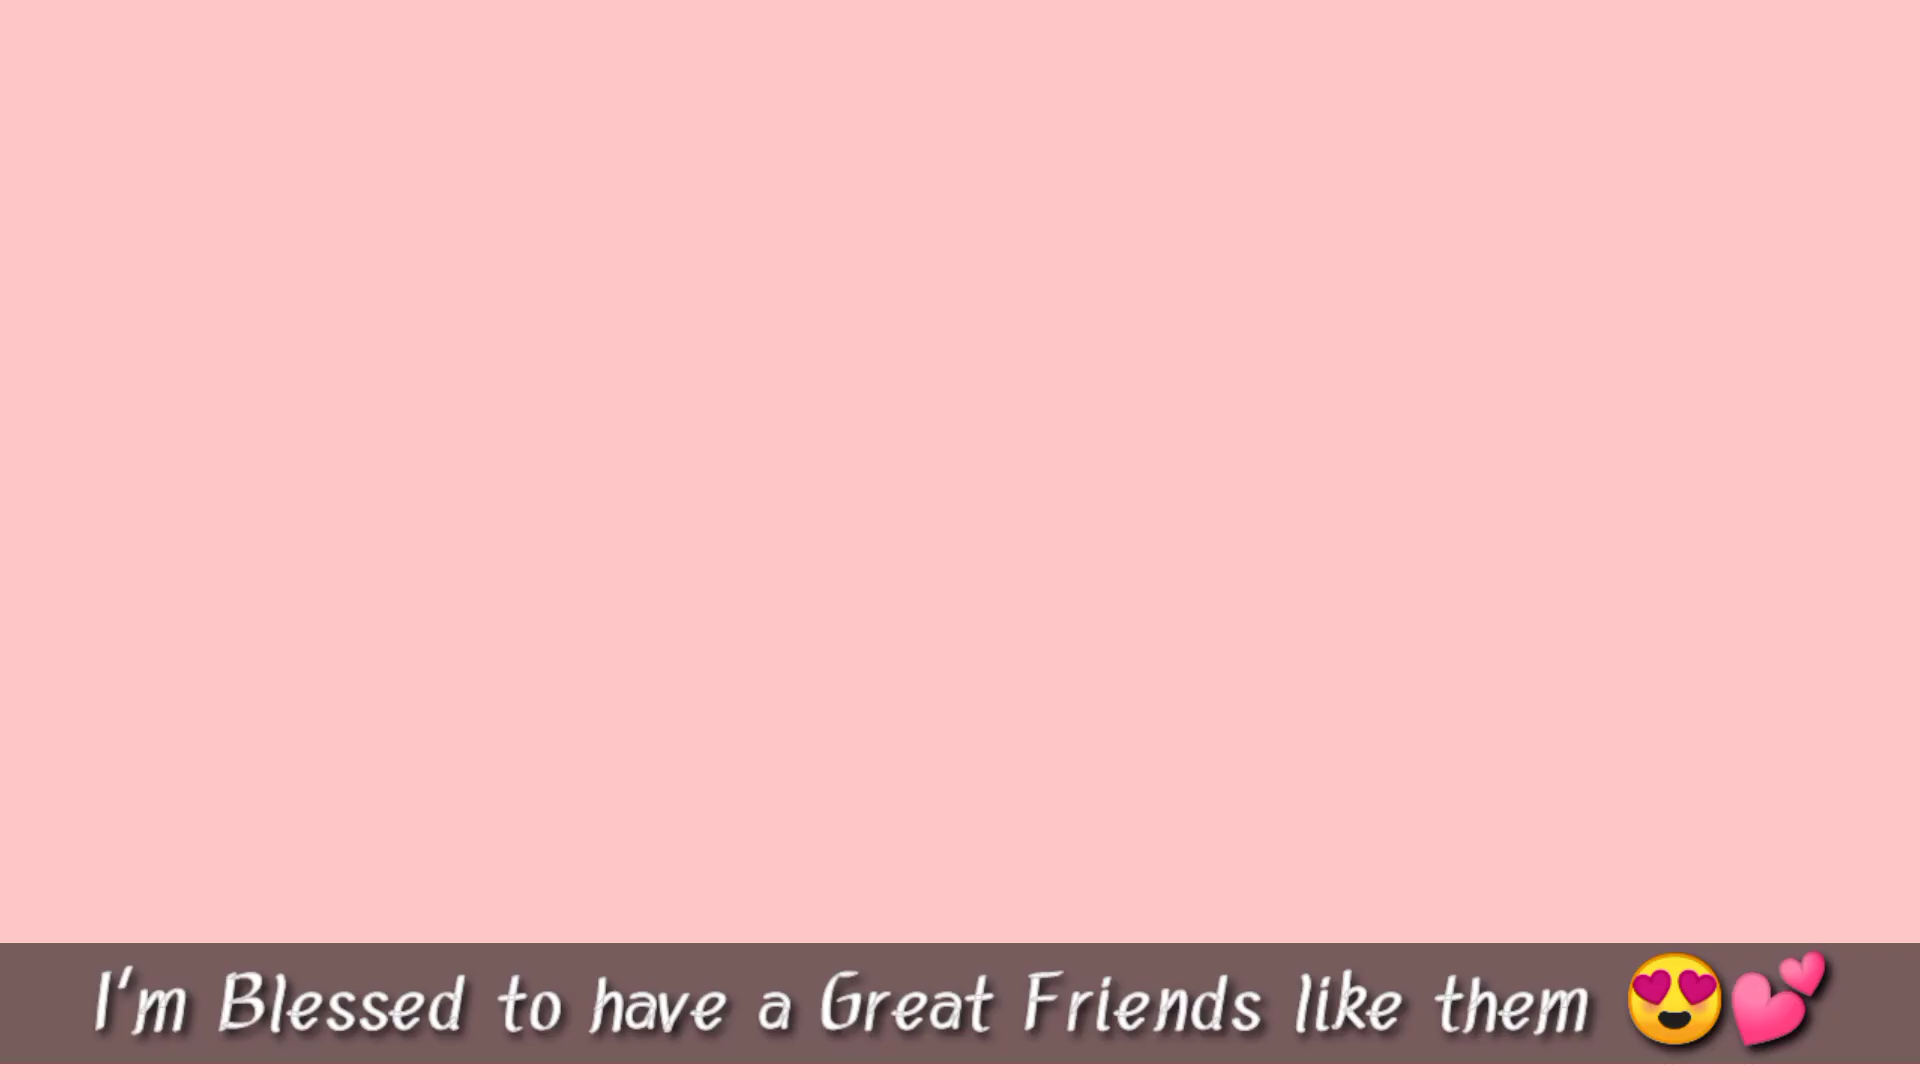 I'm Blessed to have a Great Friends like them 😍💕